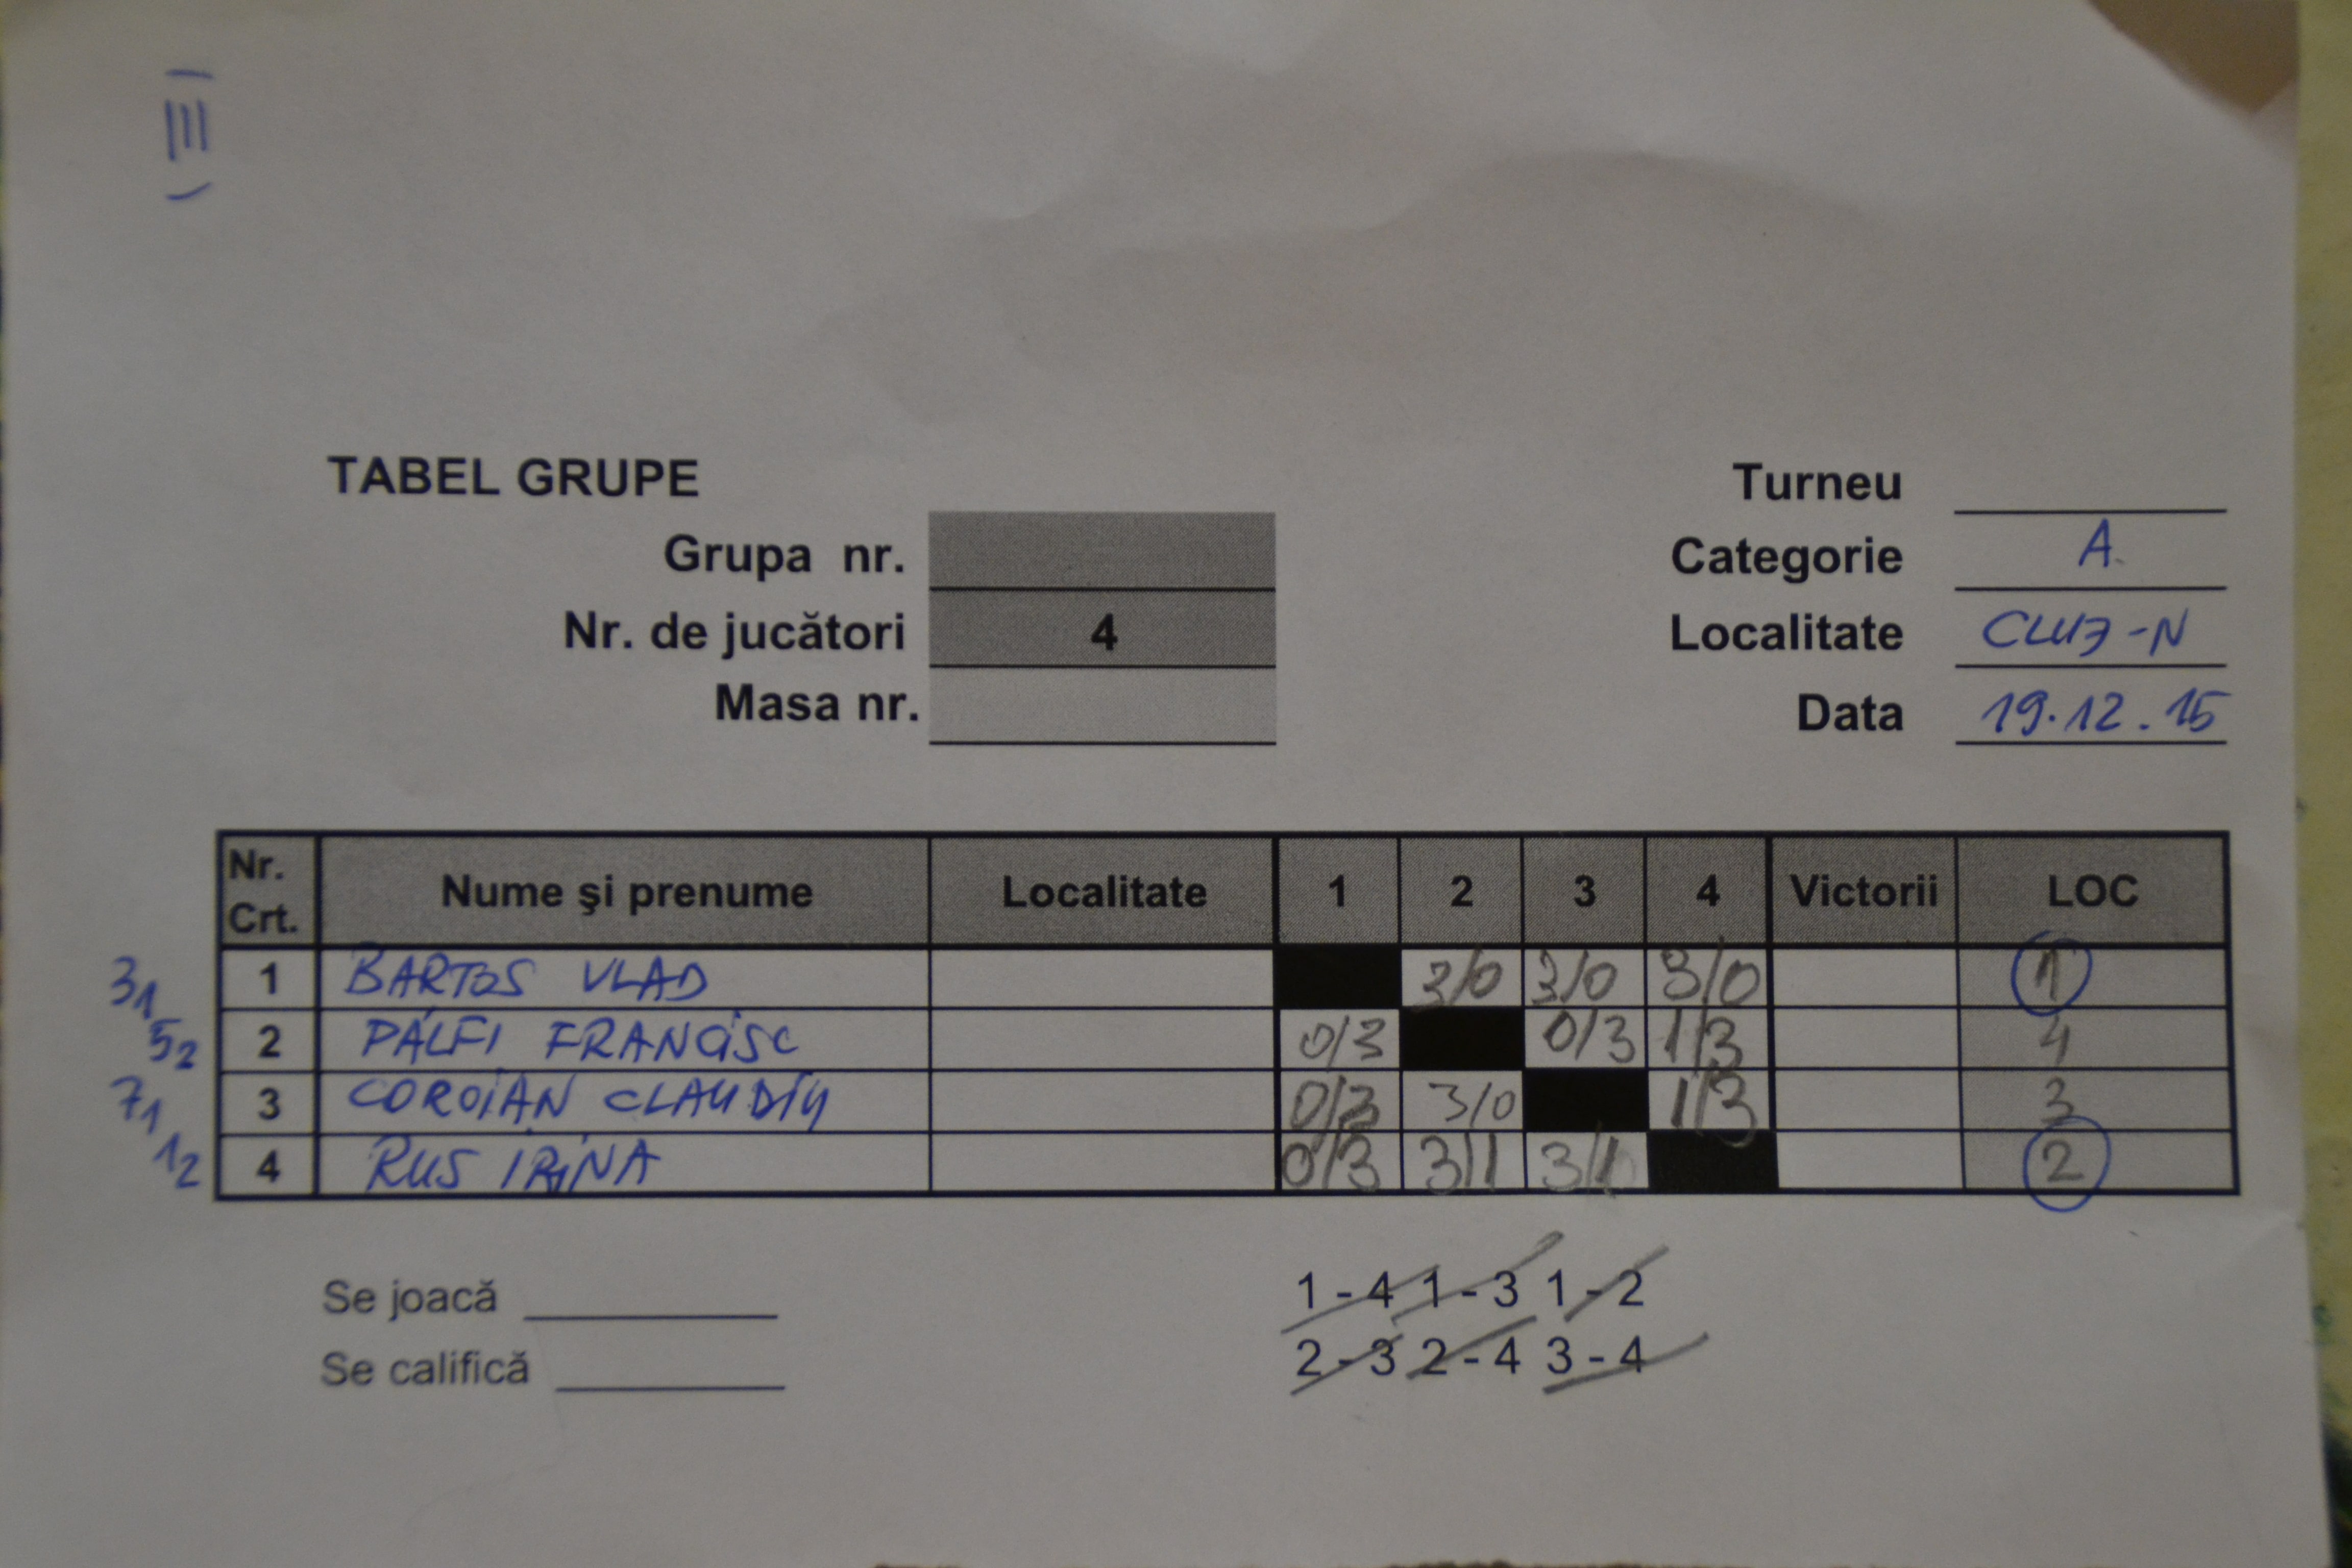 (III)
TABEL GRUPE
Turneu
Grupa nr.
Categorie A
Nr. de jucători 4
Localitate CLUJ-N
Masa nr.
Data 19.12.15
Nr. Crt. Nume şi prenume Localitate 1 2 3 4 Victorii LOC
31 1 BARTOS VLAD 3/0 3/0 3/0 1
52 2 PÁLFI FRANCISC 0/3 0/3 1/3 4
71 3 COROIAN CLAUDIU 0/3 3/0 1/3 3
12 4 RUS IRINA 0/3 3/1 3/1 2
Se joacă
1 - 4 1 - 3 1 - 2
Se califică
2 - 3 2 - 4 3 - 4